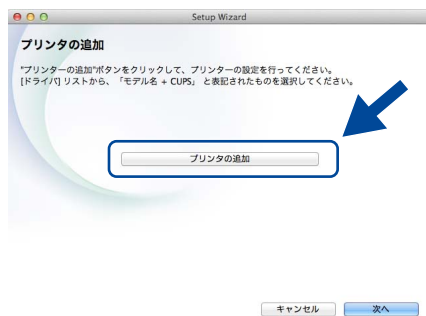 Setup Wizard
プリンタの追加
"プリンターの追加"ボタンをクリックして、プリンターの設定を行ってください。
[ドライバ] リストから、「モデル名 + CUPS」 と表記されたものを選択してください。
プリンタの追加
キャンセル
次へ